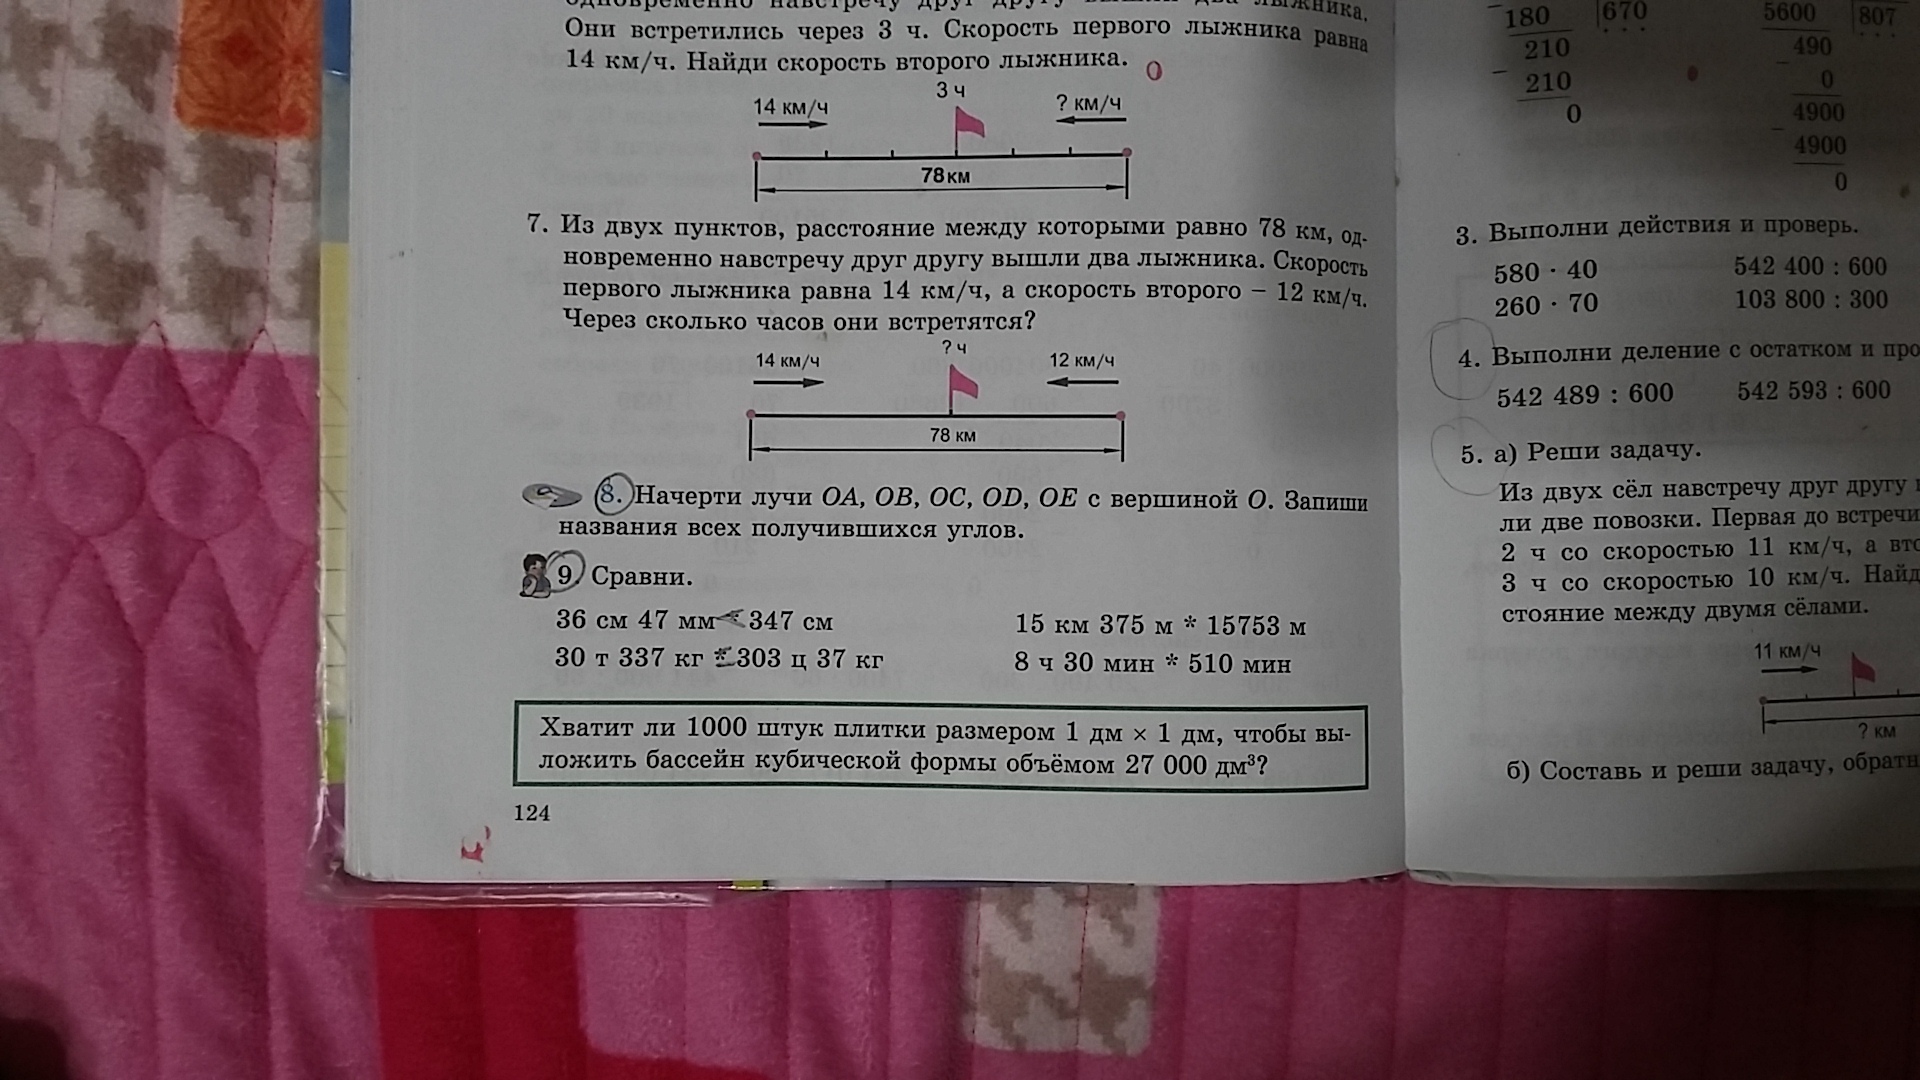 Они встретились через 3 ч. Скорость первого лыжника равна
14 км/ч. Найди скорость второго лыжника.
14 км/ч 3 ч ? км/ч
78 км
7. Из двух пунктов, расстояние между которыми равно 78 км, од-
новременно навстречу друг другу вышли два лыжника. Скорость
первого лыжника равна 14 км/ч, а скорость второго – 12 км/ч.
Через сколько часов они встретятся?
14 км/ч ? ч 12 км/ч
78 км
8. Начерти лучи OA, OB, OC, OD, OE с вершиной O. Запиши
названия всех получившихся углов.
9. Сравни.
36 см 47 мм < 347 см 15 км 375 м * 15753 м
30 т 337 кг = 303 ц 37 кг 8 ч 30 мин * 510 мин
Хватит ли 1000 штук плитки размером 1 дм × 1 дм, чтобы вы-
ложить бассейн кубической формы объёмом 27 000 дм³?
124
180 670
210
210
0
5600 807
490
0
4900
4900
0
3. Выполни действия и проверь.
580 · 40 542 400 : 600
260 · 70 103 800 : 300
4. Выполни деление с остатком и про
542 489 : 600 542 593 : 600
5. а) Реши задачу.
Из двух сёл навстречу друг другу
ли две повозки. Первая до встречи
2 ч со скоростью 11 км/ч, а вто
3 ч со скоростью 10 км/ч. Найд
стояние между двумя сёлами.
11 км/ч
? км
б) Составь и реши задачу, обратн